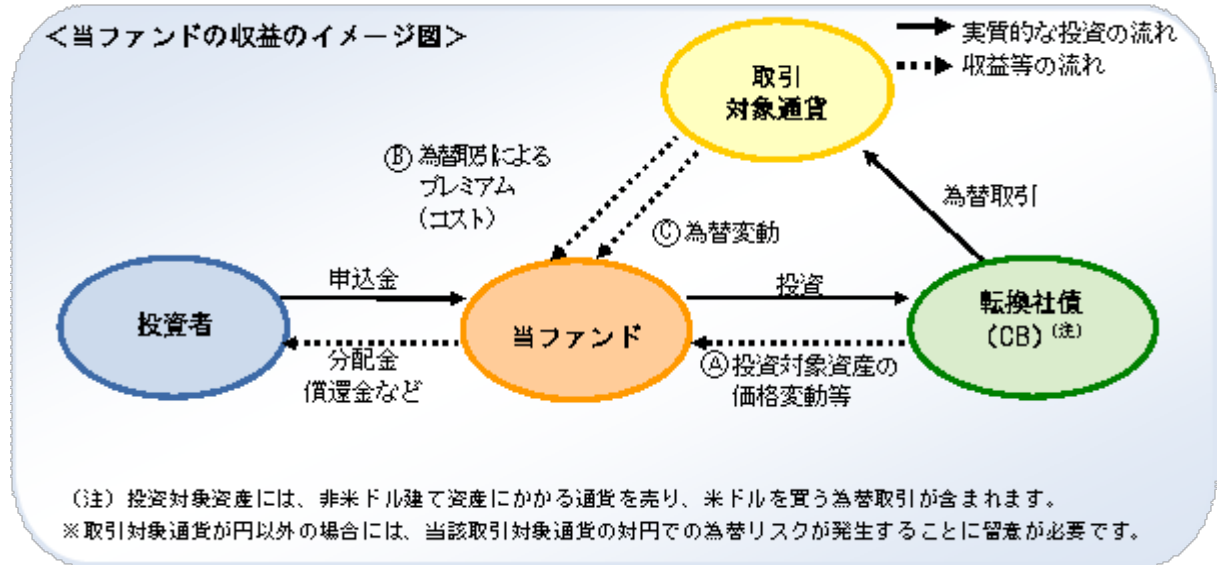 ＜当ファンドの収益のイメージ図＞
実質的な投資の流れ
収益等の流れ
取引
対象通貨
Ⓑ為替取引による
プレミアム
（コスト）
Ⓒ為替変動
為替取引
投資者
申込金
分配金
償還金など
当ファンド
投資
Ⓐ投資対象資産の
価格変動等
転換社債
(CB)（注）
（注）投資対象資産には、非米ドル建て資産にかかる通貨を売り、米ドルを買う為替取引が含まれます。
※取引対象通貨が円以外の場合には、当該取引対象通貨の対円での為替リスクが発生することに留意が必要です。